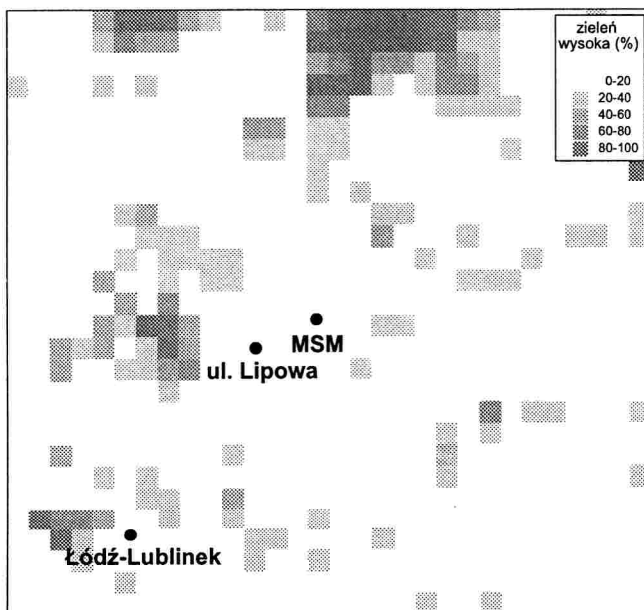 zieleń
wysoka (%)
0-20
20-40
40-60
60-80
80-100
MSM
ul. Lipowa
Łódź-Lublinek